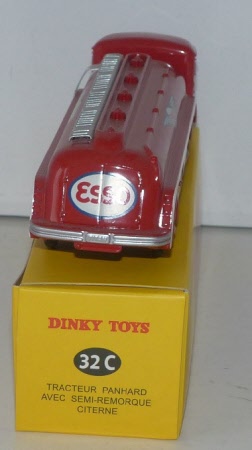 ESSO
DINKY TOYS
32 C
TRACTEUR PANHARD
AVEC SEMI-REMORQUE
CITERNE